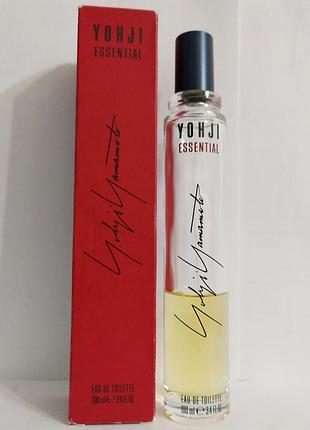 YOHJI
ESSENTIAL
Yohji Yamamoto
EAU DE TOILETTE
100 ml ℮ 3.4 FL.OZ
YOHJI
ESSENTIAL
Yohji Yamamoto
EAU DE TOILETTE
100 ml ℮ 3.4 FL.OZ